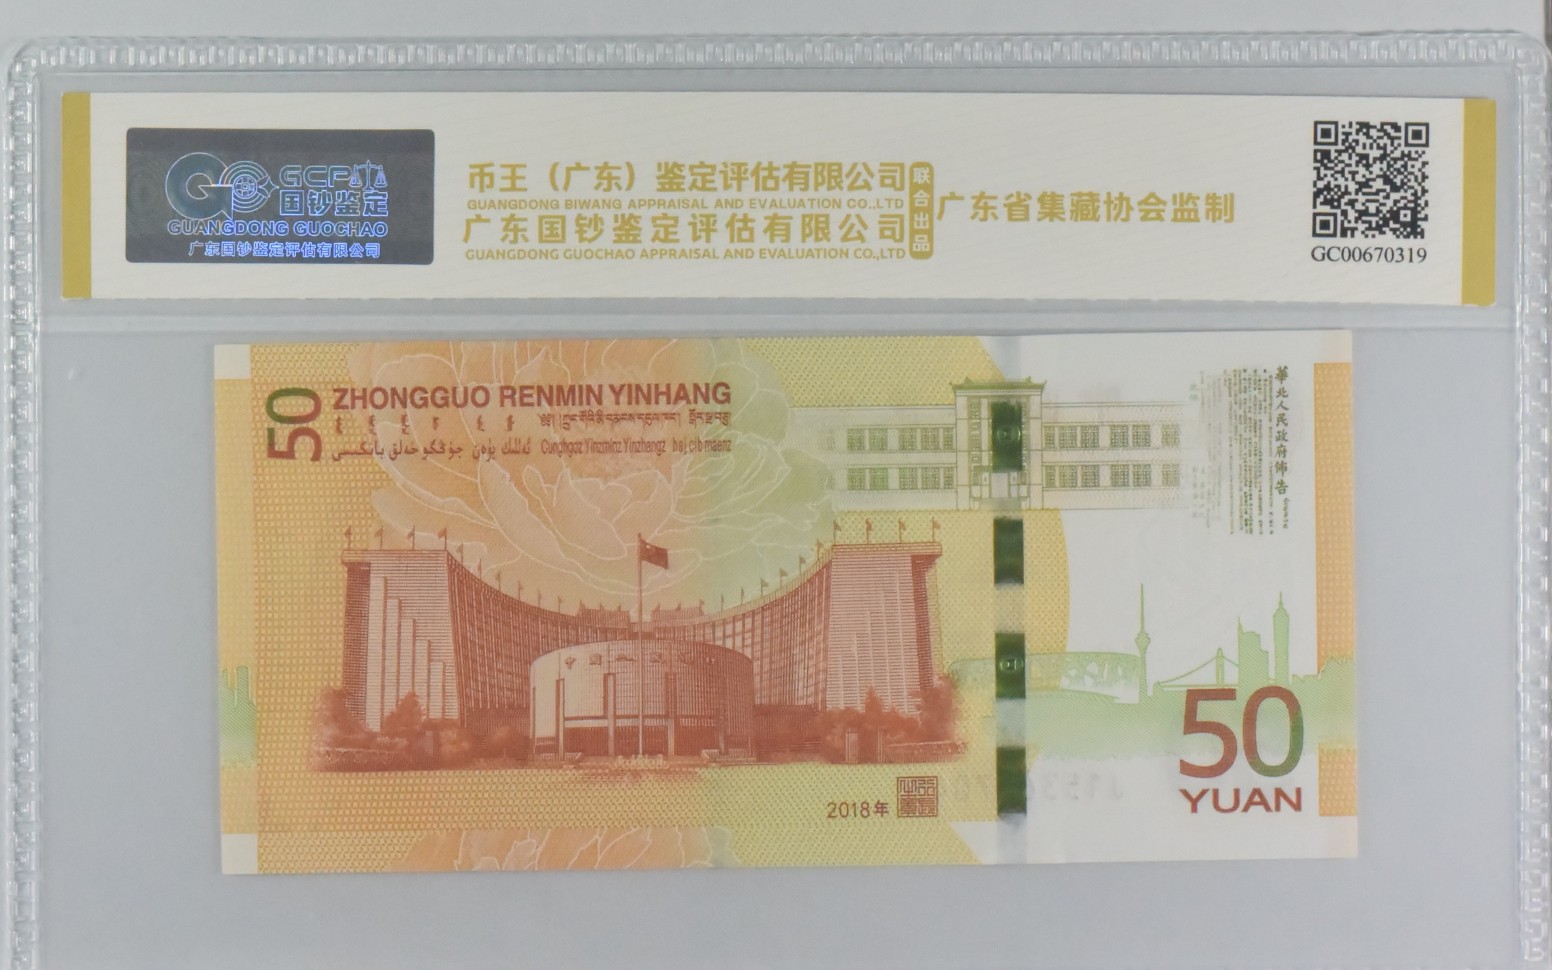 GCP
国钞鉴定
GUANGDONG GUOCHAO
广东国钞鉴定评估有限公司
币王（广东）鉴定评估有限公司
GUANGDONG BIWANG APPRAISAL AND EVALUATION CO.,LTD
广东国钞鉴定评估有限公司
GUANGDONG GUOCHAO APPRAISAL AND EVALUATION CO.,LTD
联合出品
广东省集藏协会监制
GC00670319
50
ZHONGGUO RENMIN YINHANG
Cunghgoz Yinzminz Yinzhangz
華北人民政府佈告
2018年
50
YUAN